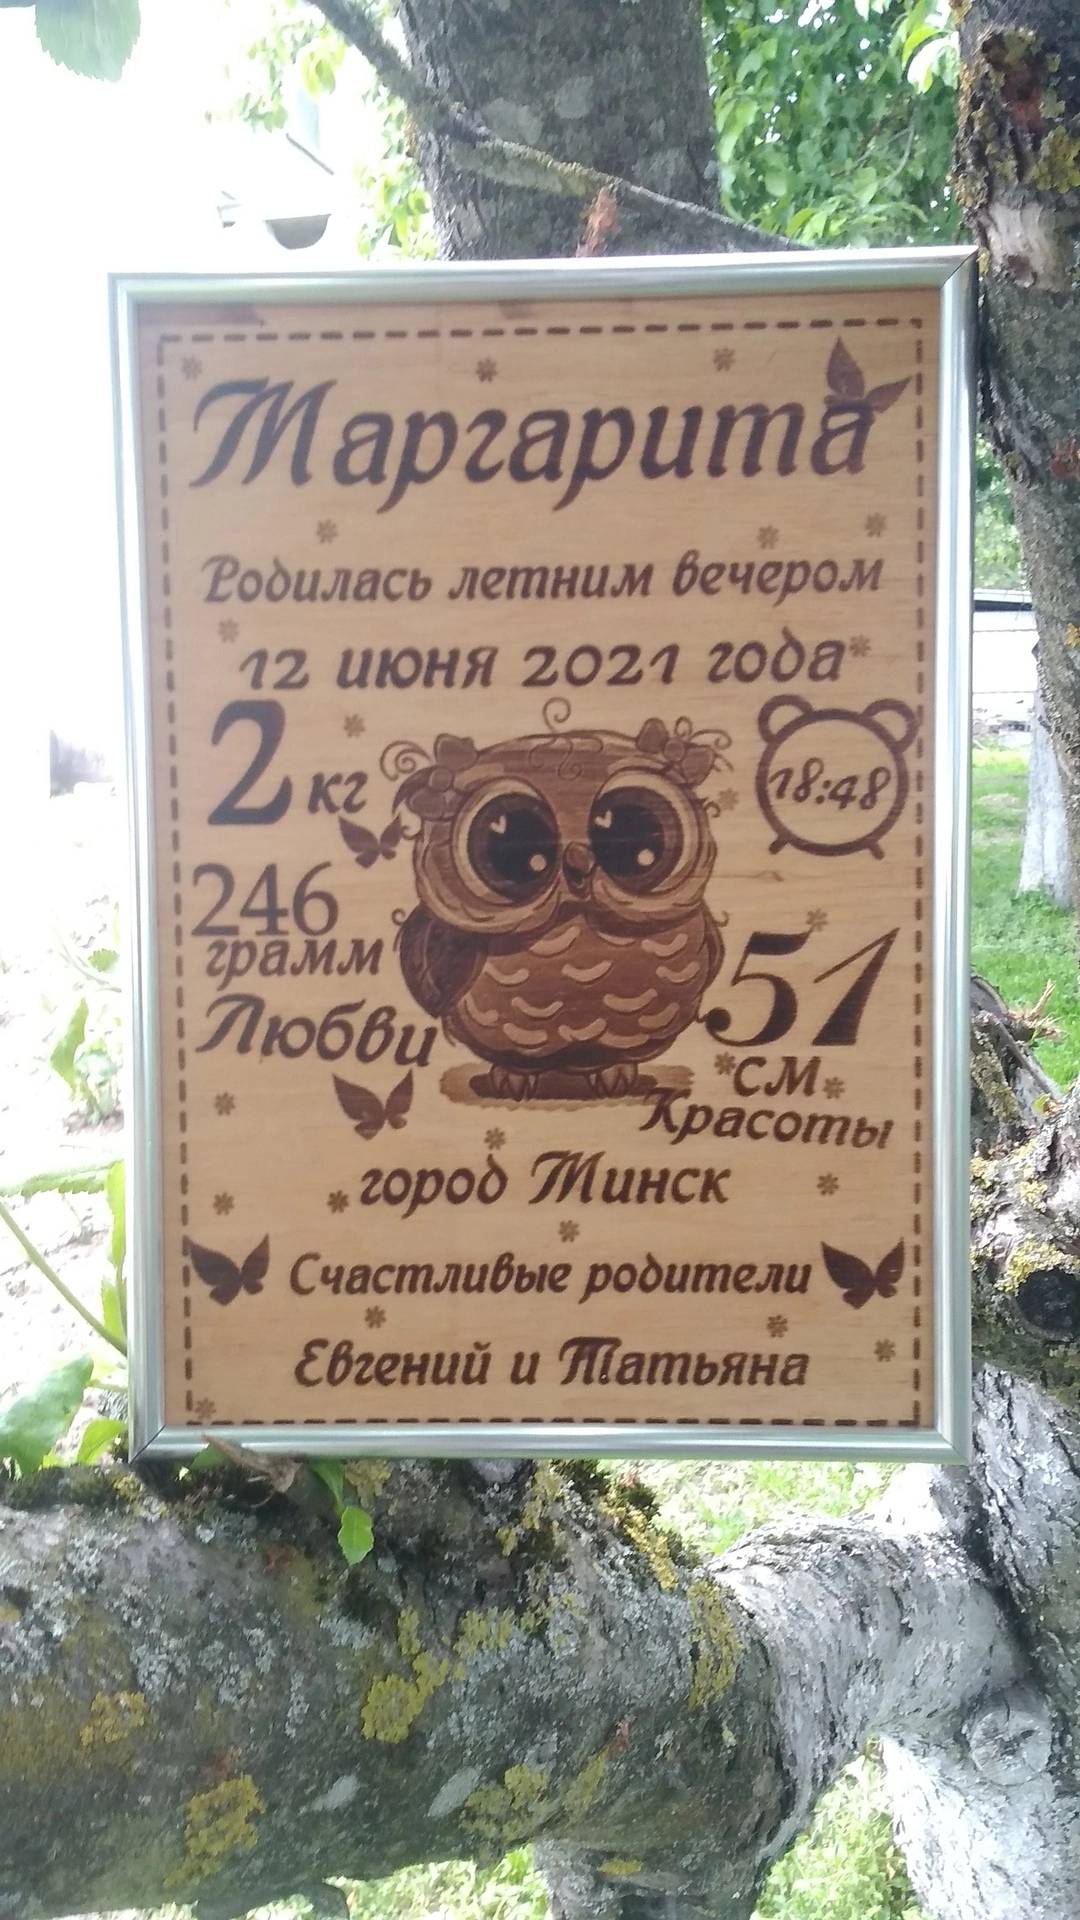 Маргарита
Родилась летним вечером
12 июня 2021 года
2 кг
18:48
246
грамм
Любви
51
см
Красоты
город Минск
Счастливые родители
Евгений и Татьяна